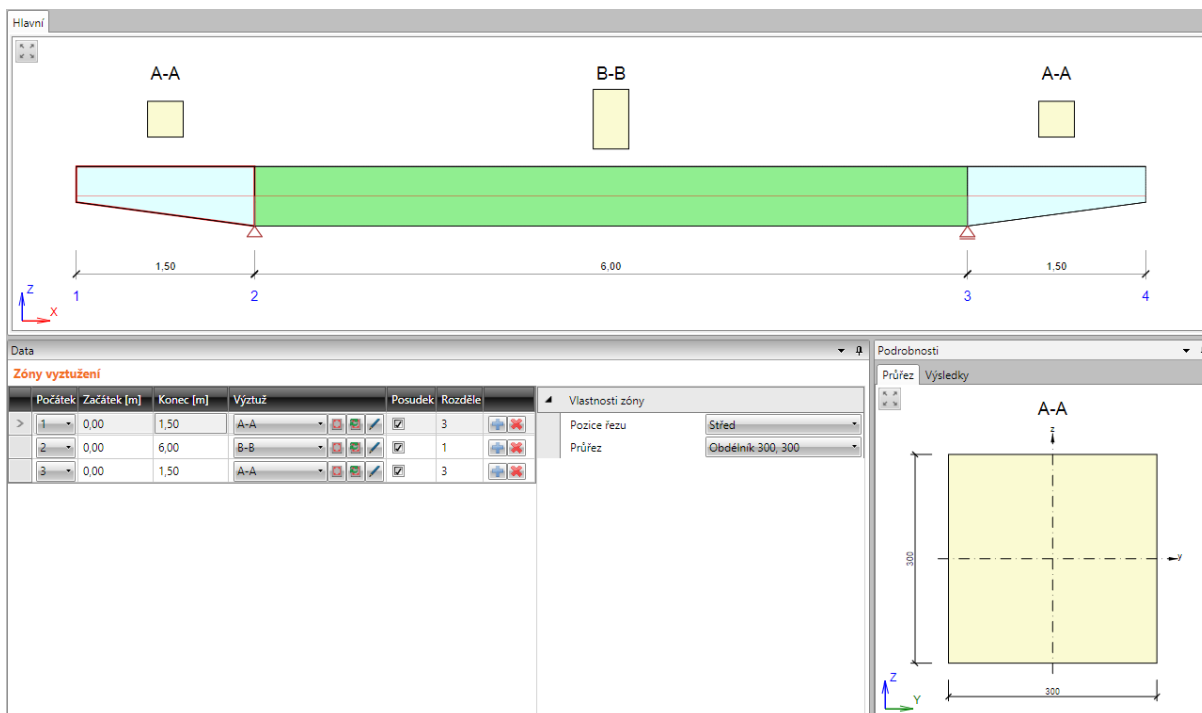 Hlavní
A-A
B-B
A-A
1,50
6,00
1,50
Z
X
1
2
3
4
Data
Zóny vyztužení
Počátek Začátek [m] Konec [m] Výztuž Posudek Rozděle
1 0,00 1,50 A-A 3
2 0,00 6,00 B-B 1
3 0,00 1,50 A-A 3
Vlastnosti zóny
Pozice řezu Střed
Průřez Obdélník 300, 300
Podrobnosti
Průřez Výsledky
A-A
z
y
300
300
Z
Y